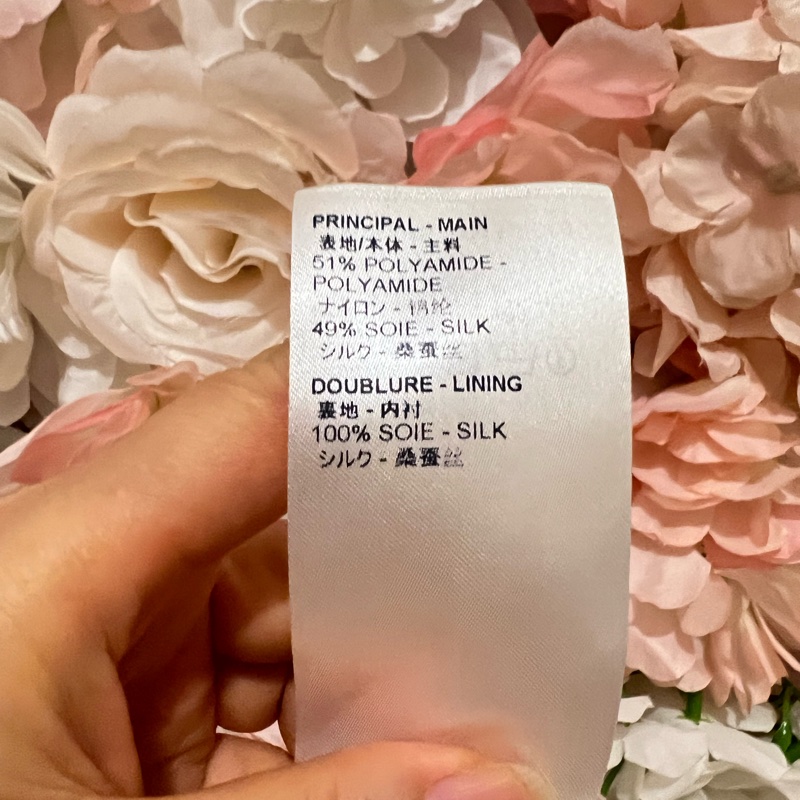 PRINCIPAL - MAIN
表地/本体 - 主料
51% POLYAMIDE -
POLYAMIDE
ナイロン - 锦纶
49% SOIE - SILK
シルク - 桑蚕丝
DOUBLURE - LINING
裏地 - 内衬
100% SOIE - SILK
シルク - 桑蚕丝